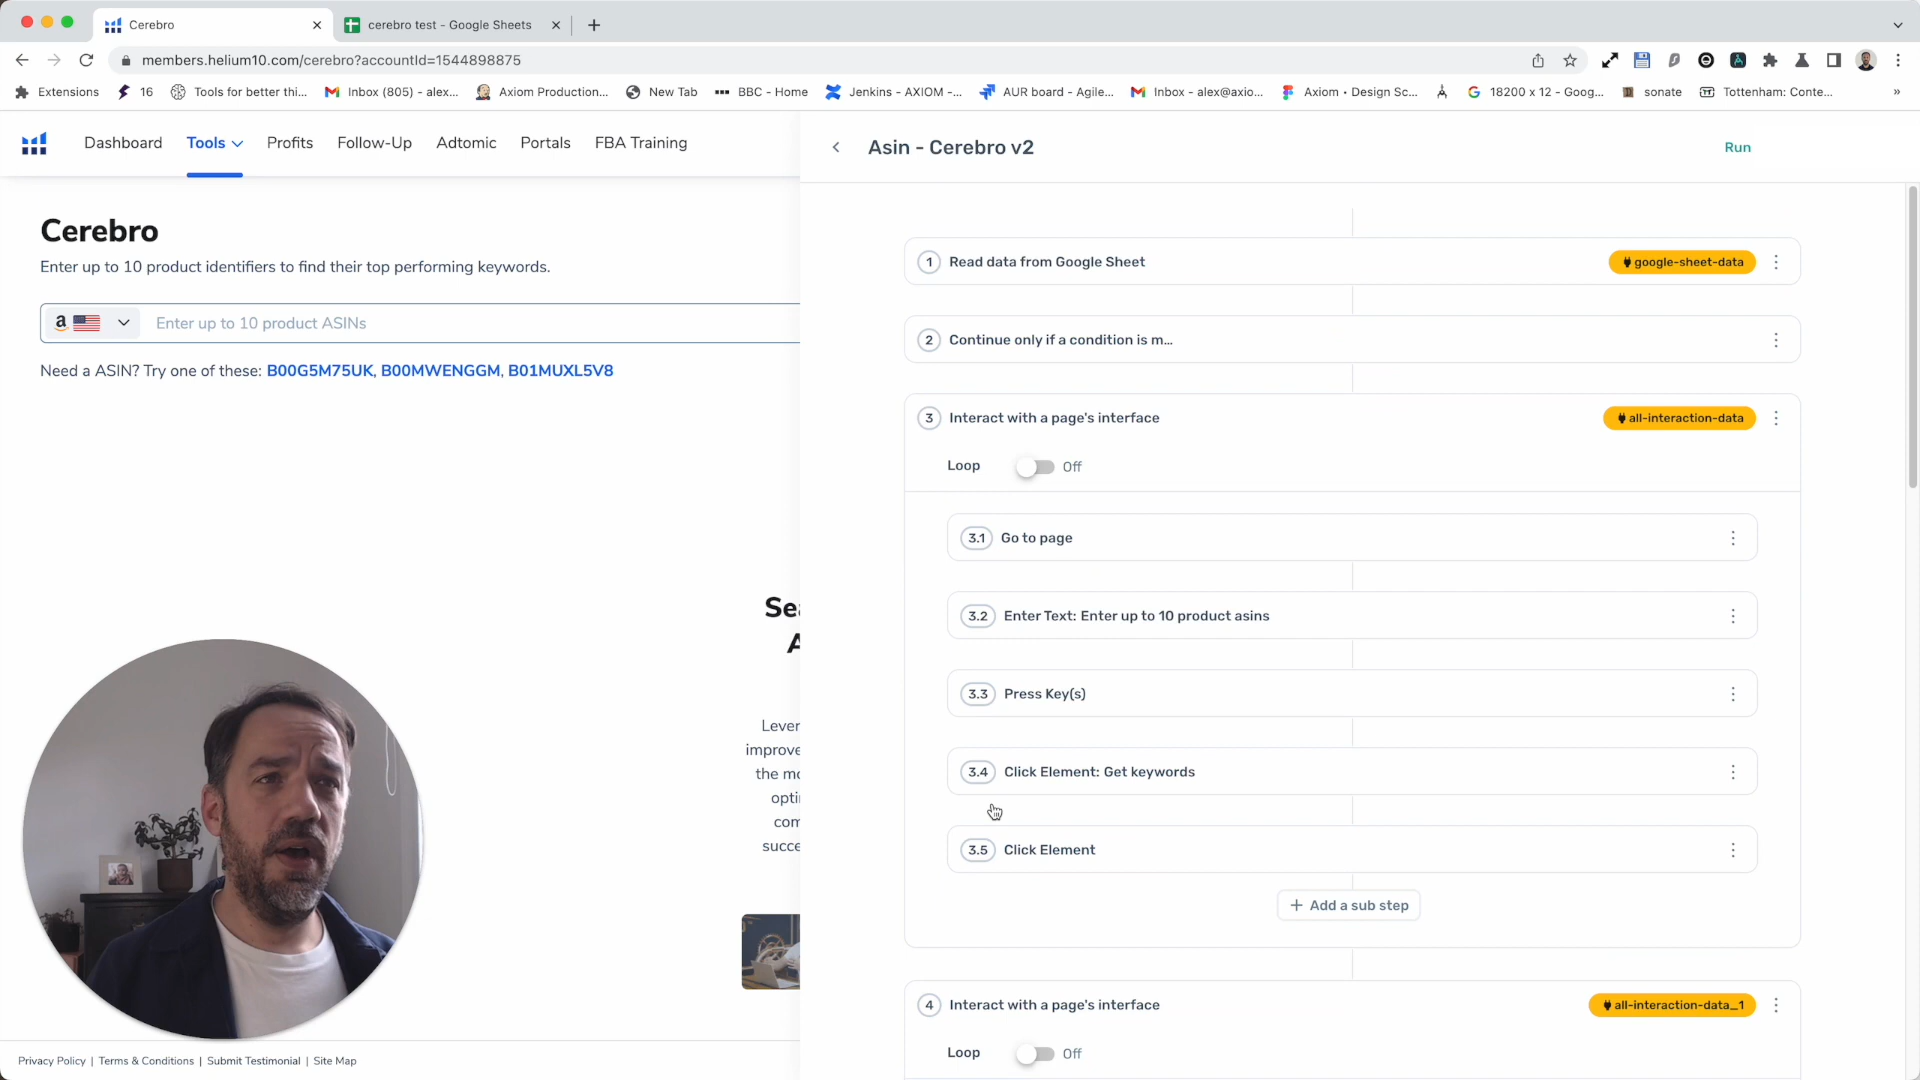 Cerebro
cerebro test - Google Sheets
members.helium10.com/cerebro?accountId=1544898875
Extensions
16
Tools for better thi...
Inbox (805) - alex...
Axiom Production...
New Tab
BBC - Home
Jenkins - AXIOM -...
AUR board - Agile...
Inbox - alex@axio...
Axiom • Design Sc...
18200 x 12 - Goog...
sonate
Tottenham: Conte...
»
Dashboard
Tools
Profits
Follow-Up
Adtomic
Portals
FBA Training
Cerebro
Enter up to 10 product identifiers to find their top performing keywords.
a
Enter up to 10 product ASINs
Need a ASIN? Try one of these: B00G5M75UK, B00MWENGGM, B01MUXL5V8
Sea
A
Lever
improve
the mo
opti
com
succe
Privacy Policy | Terms & Conditions | Submit Testimonial | Site Map
Asin - Cerebro v2
Run
1 Read data from Google Sheet
google-sheet-data
2 Continue only if a condition is m...
3 Interact with a page's interface
all-interaction-data
Loop
Off
3.1 Go to page
3.2 Enter Text: Enter up to 10 product asins
3.3 Press Key(s)
3.4 Click Element: Get keywords
3.5 Click Element
+ Add a sub step
4 Interact with a page's interface
all-interaction-data_1
Loop
Off